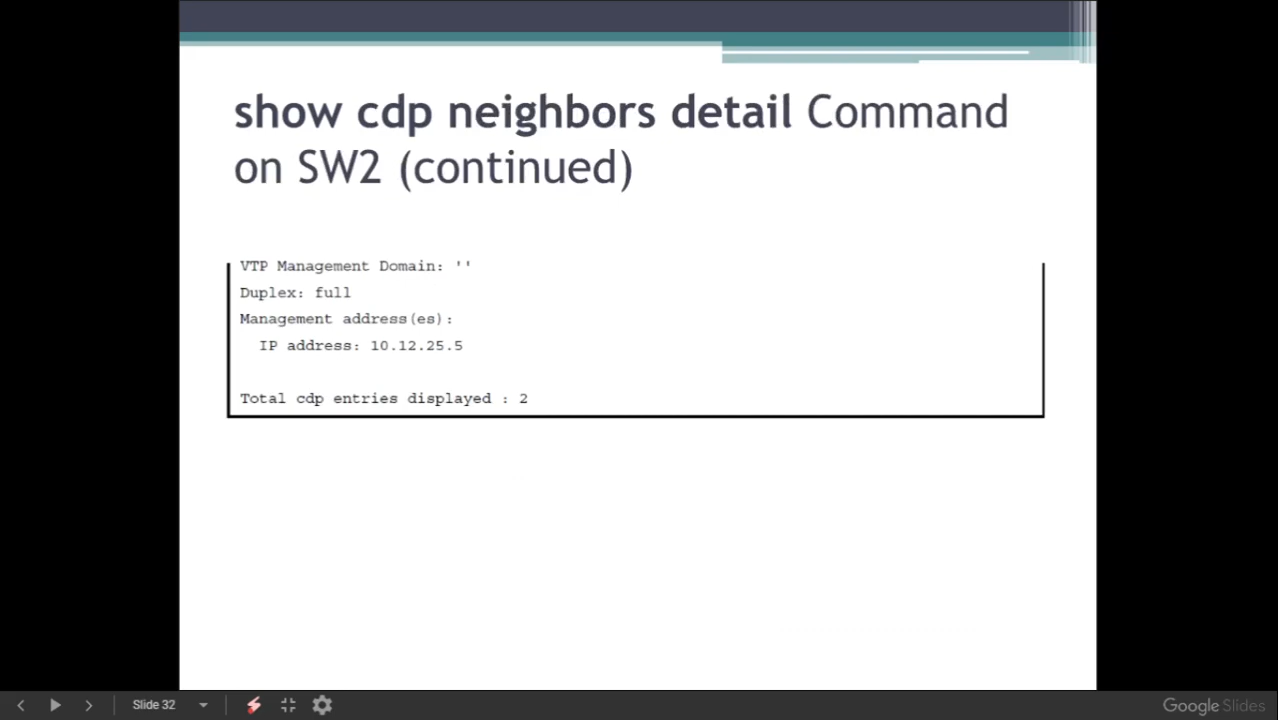 show cdp neighbors detail Command
on SW2 (continued)
VTP Management Domain: ''
Duplex: full
Management address(es):
IP address: 10.12.25.5
Total cdp entries displayed : 2
Slide 32
Google Slides